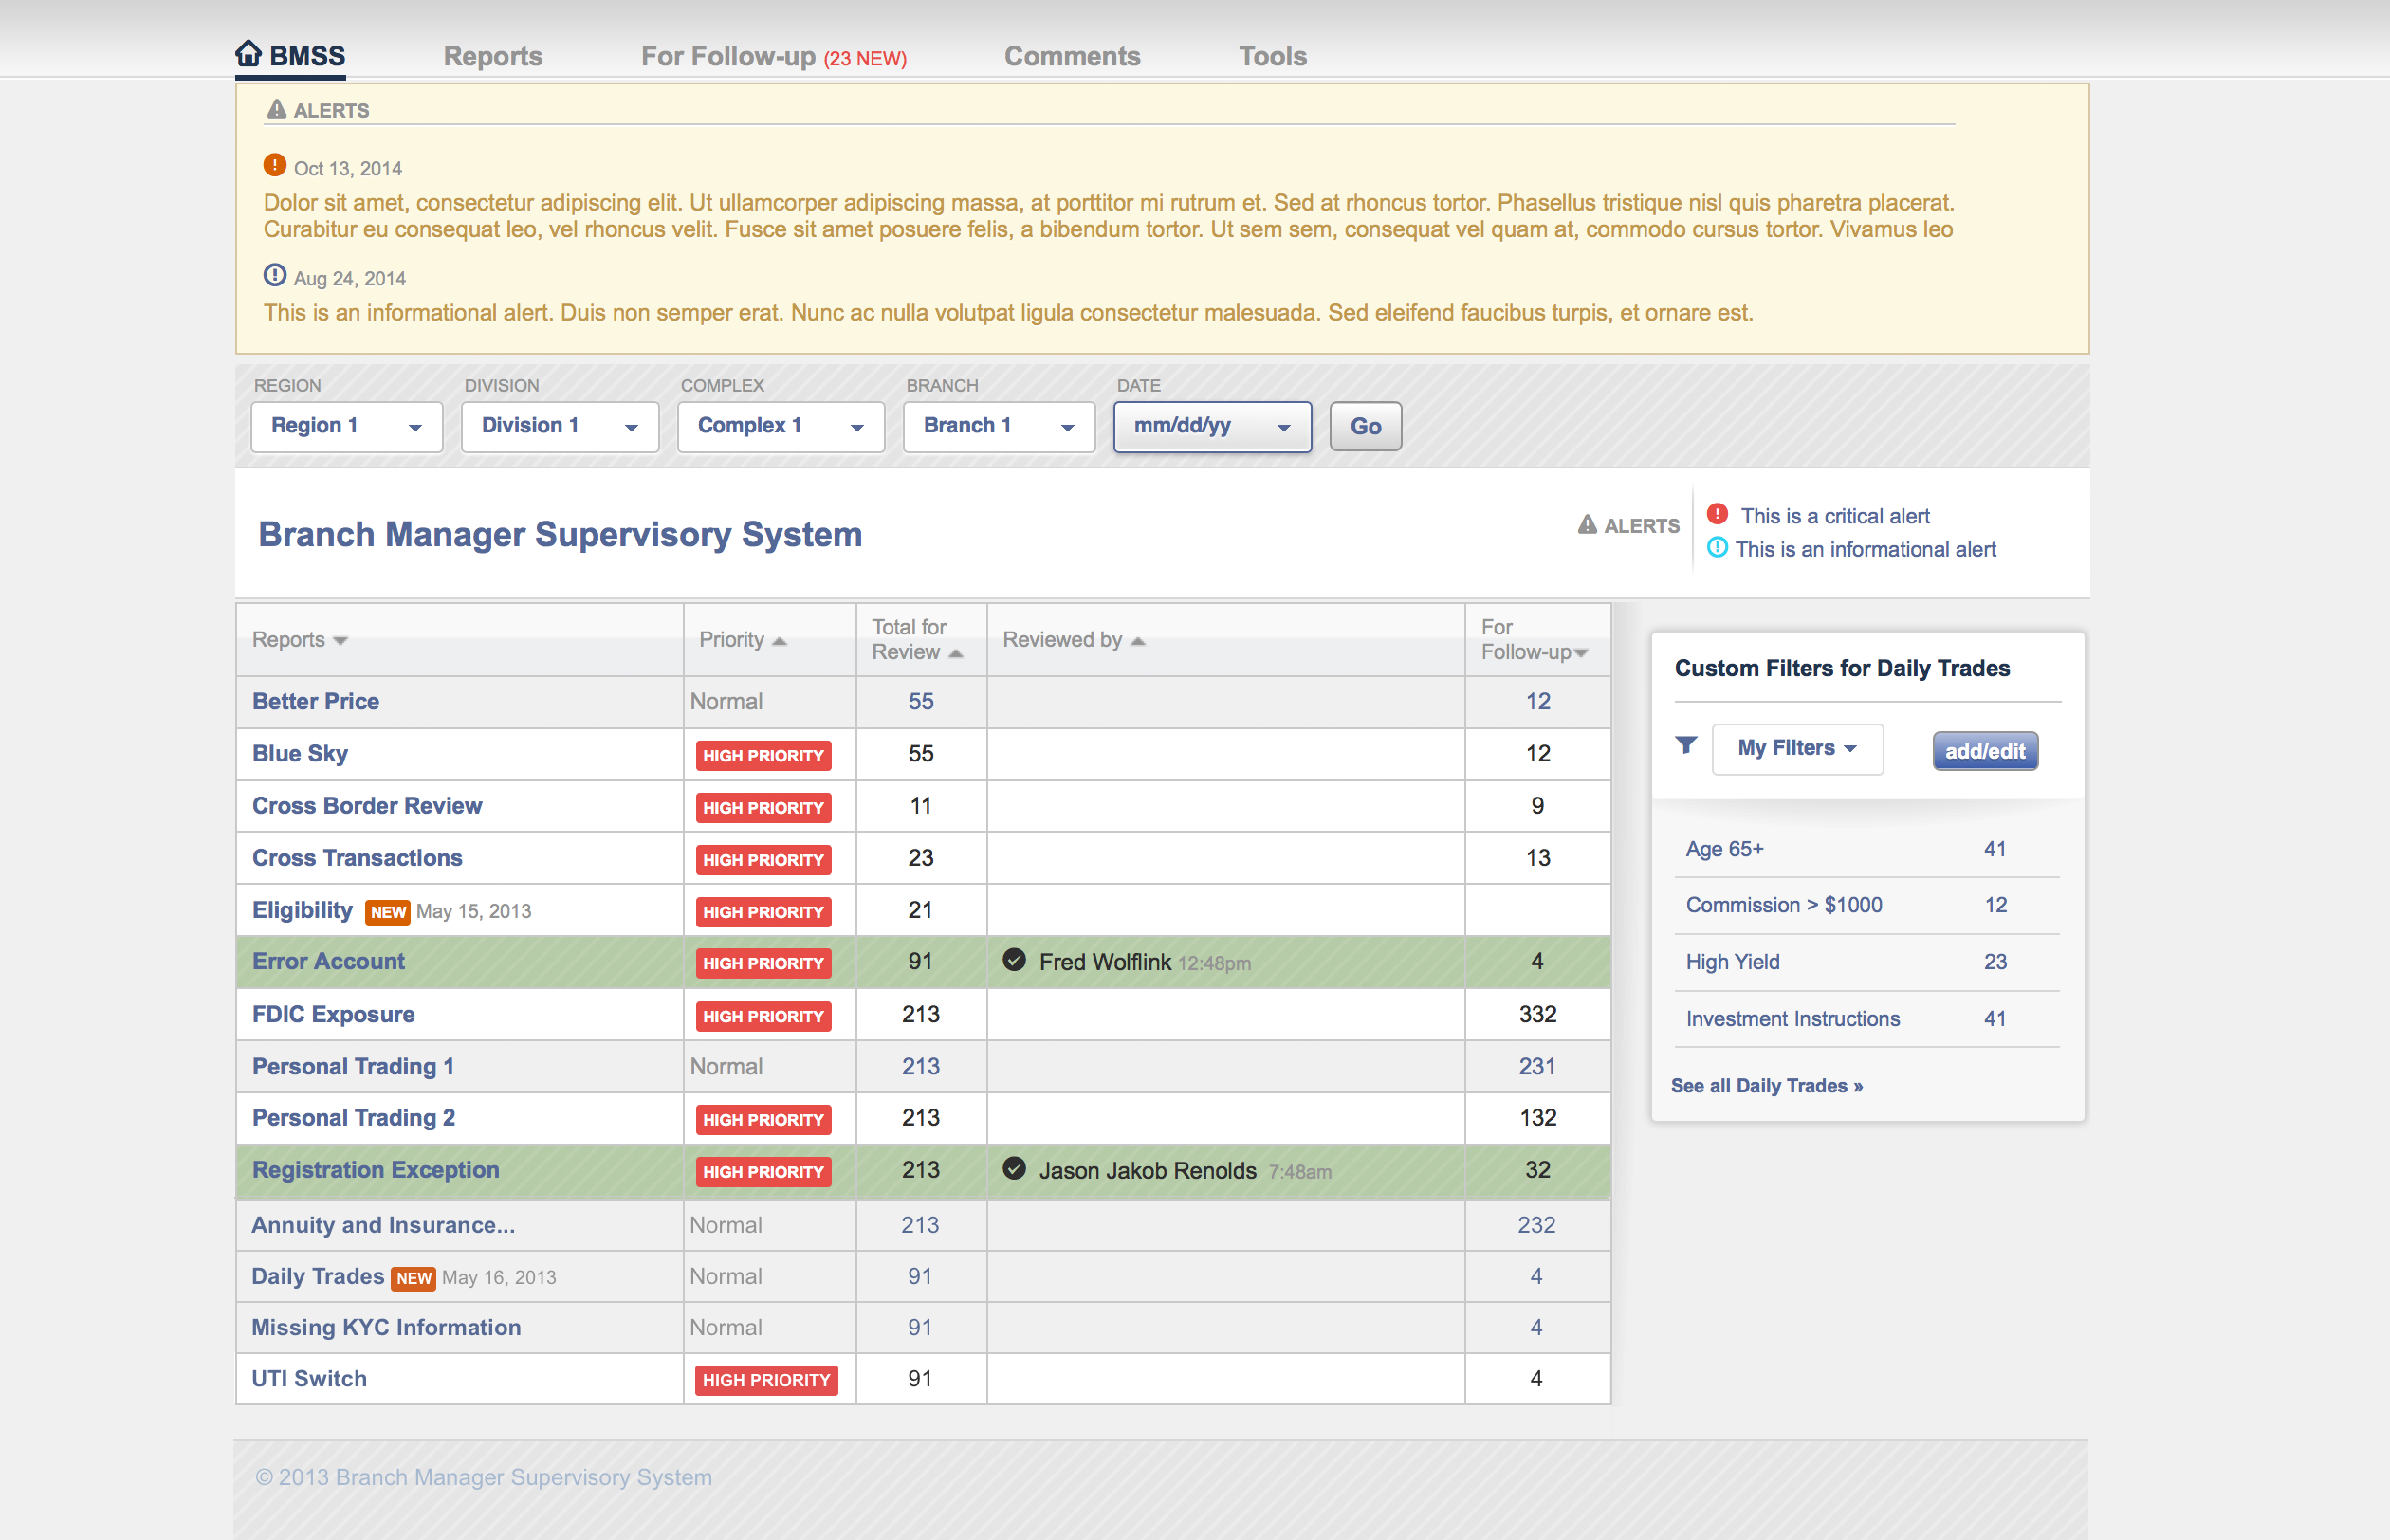 BMSS Reports For Follow-up (23 NEW) Comments Tools
ALERTS
Oct 13, 2014
Dolor sit amet, consectetur adipiscing elit. Ut ullamcorper adipiscing massa, at porttitor mi rutrum et. Sed at rhoncus tortor. Phasellus tristique nisl quis pharetra placerat.
Curabitur eu consequat leo, vel rhoncus velit. Fusce sit amet posuere felis, a bibendum tortor. Ut sem sem, consequat vel quam at, commodo cursus tortor. Vivamus leo
Aug 24, 2014
This is an informational alert. Duis non semper erat. Nunc ac nulla volutpat ligula consectetur malesuada. Sed eleifend faucibus turpis, et ornare est.
REGION DIVISION COMPLEX BRANCH DATE
Region 1 Division 1 Complex 1 Branch 1 mm/dd/yy Go
Branch Manager Supervisory System
ALERTS
This is a critical alert
This is an informational alert
Reports Priority Total for Review Reviewed by For Follow-up
Better Price Normal 55 12
Blue Sky HIGH PRIORITY 55 12
Cross Border Review HIGH PRIORITY 11 9
Cross Transactions HIGH PRIORITY 23 13
Eligibility NEW May 15, 2013 HIGH PRIORITY 21
Error Account HIGH PRIORITY 91 Fred Wolflink 12:48pm 4
FDIC Exposure HIGH PRIORITY 213 332
Personal Trading 1 Normal 213 231
Personal Trading 2 HIGH PRIORITY 213 132
Registration Exception HIGH PRIORITY 213 Jason Jakob Renolds 7:48am 32
Annuity and Insurance... Normal 213 232
Daily Trades NEW May 16, 2013 Normal 91 4
Missing KYC Information Normal 91 4
UTI Switch HIGH PRIORITY 91 4
Custom Filters for Daily Trades
My Filters add/edit
Age 65+ 41
Commission > $1000 12
High Yield 23
Investment Instructions 41
See all Daily Trades »
© 2013 Branch Manager Supervisory System